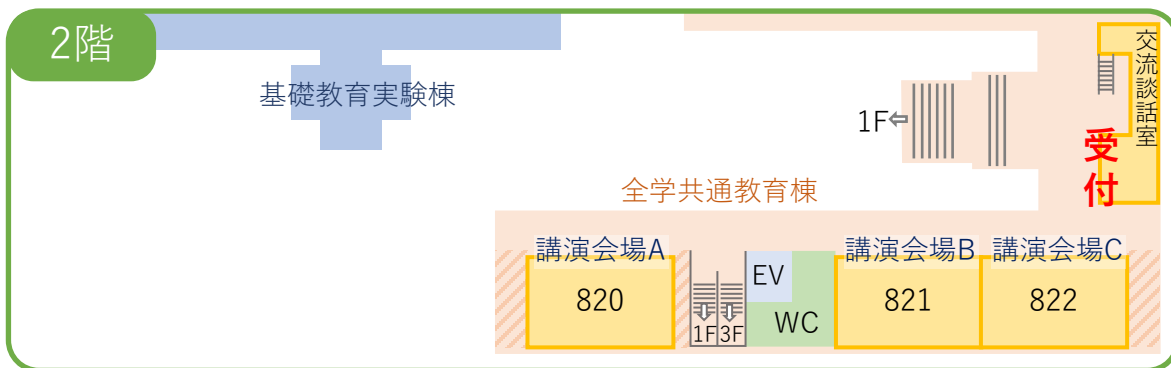 2階
基礎教育実験棟
1F
交流談話室
受付
全学共通教育棟
講演会場A
820
1F
3F
EV
WC
講演会場B
821
講演会場C
822